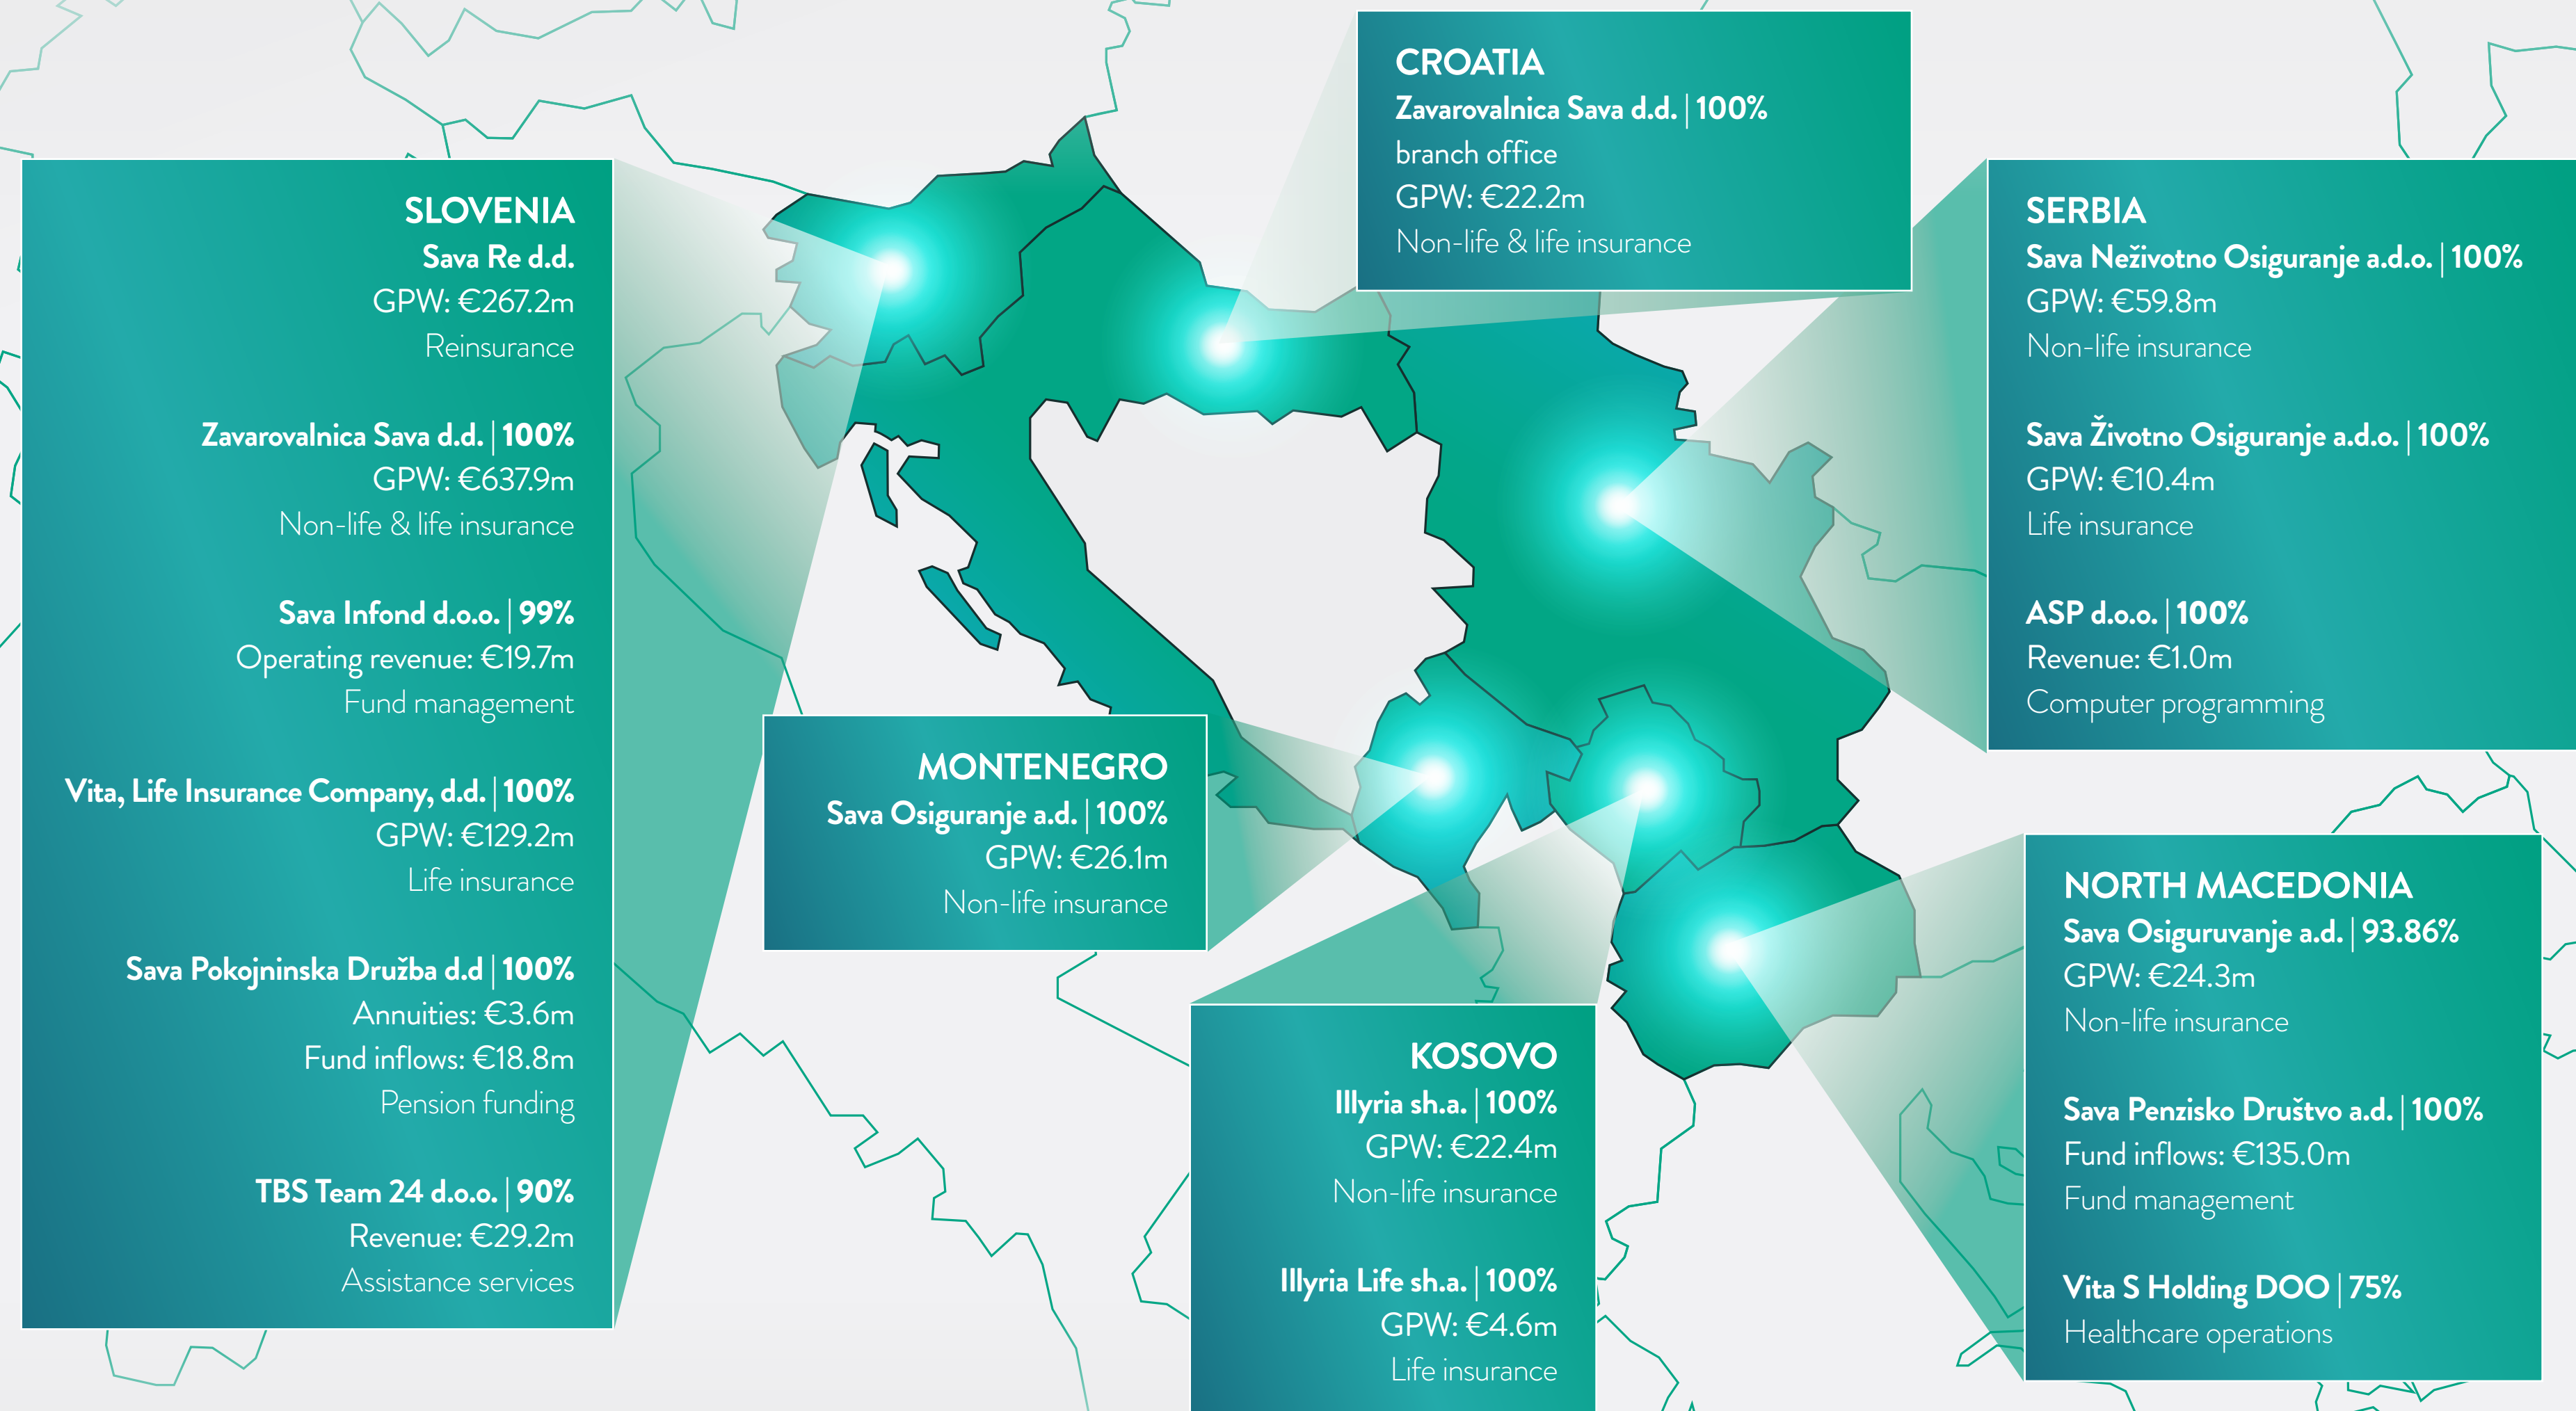 SLOVENIA
Sava Re d.d.
GPW: €267.2m
Reinsurance
Zavarovalnica Sava d.d. | 100%
GPW: €637.9m
Non-life & life insurance
Sava Infond d.o.o. | 99%
Operating revenue: €19.7m
Fund management
Vita, Life Insurance Company, d.d. | 100%
GPW: €129.2m
Life insurance
Sava Pokojninska Družba d.d | 100%
Annuities: €3.6m
Fund inflows: €18.8m
Pension funding
TBS Team 24 d.o.o. | 90%
Revenue: €29.2m
Assistance services
CROATIA
Zavarovalnica Sava d.d. | 100%
branch office
GPW: €22.2m
Non-life & life insurance
SERBIA
Sava Neživotno Osiguranje a.d.o. | 100%
GPW: €59.8m
Non-life insurance
Sava Životno Osiguranje a.d.o. | 100%
GPW: €10.4m
Life insurance
ASP d.o.o. | 100%
Revenue: €1.0m
Computer programming
MONTENEGRO
Sava Osiguranje a.d. | 100%
GPW: €26.1m
Non-life insurance
KOSOVO
Illyria sh.a. | 100%
GPW: €22.4m
Non-life insurance
Illyria Life sh.a. | 100%
GPW: €4.6m
Life insurance
NORTH MACEDONIA
Sava Osiguruvanje a.d. | 93.86%
GPW: €24.3m
Non-life insurance
Sava Penzisko Društvo a.d. | 100%
Fund inflows: €135.0m
Fund management
Vita S Holding DOO | 75%
Healthcare operations